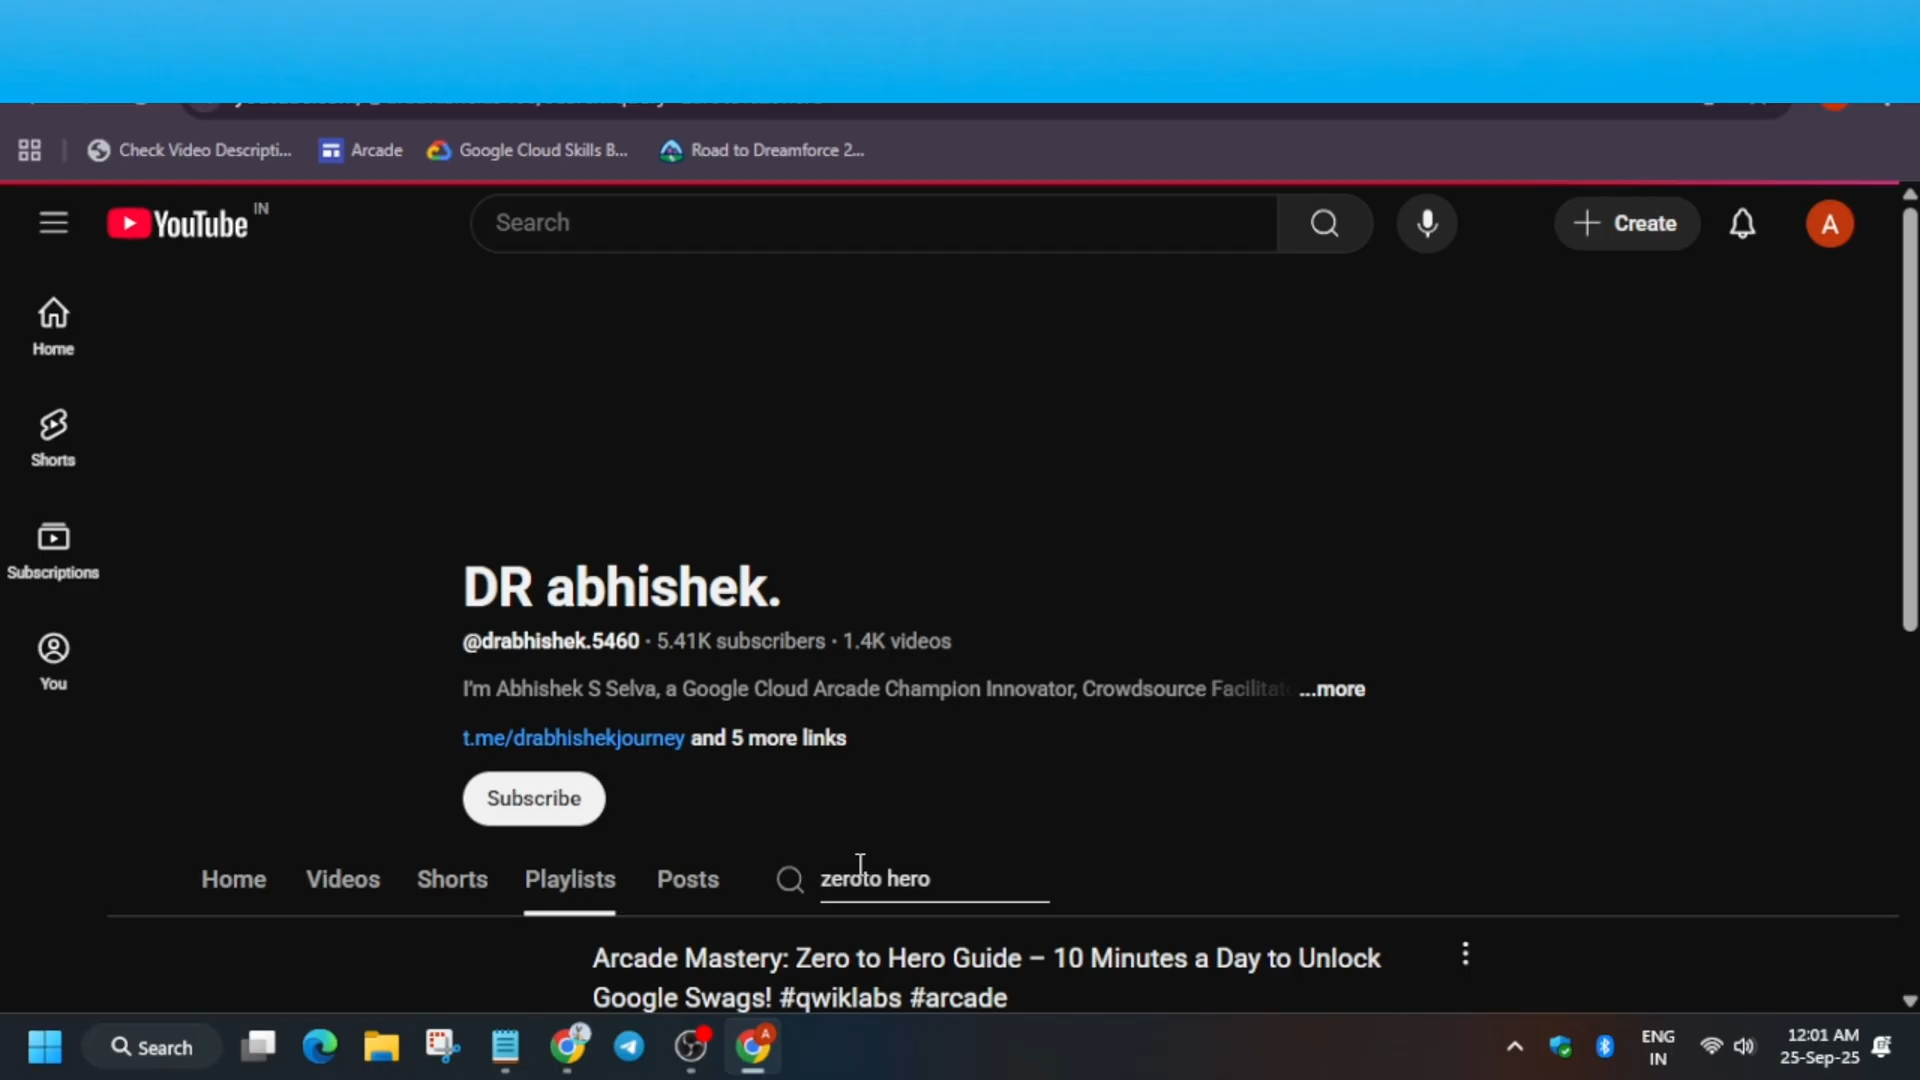 Check Video Descripti...
Arcade
Google Cloud Skills B...
Road to Dreamforce 2...
YouTube IN
Search
Create
A
Home
Shorts
Subscriptions
You
DR abhishek.
@drabhishek.5460 · 5.41K subscribers · 1.4K videos
I'm Abhishek S Selva, a Google Cloud Arcade Champion Innovator, Crowdsource Facilitat ...more
t.me/drabhishekjourney and 5 more links
Subscribe
Home
Videos
Shorts
Playlists
Posts
zeroto hero
Arcade Mastery: Zero to Hero Guide – 10 Minutes a Day to Unlock
Google Swags! #qwiklabs #arcade
Search
A
ENG
IN
12:01 AM
25-Sep-25